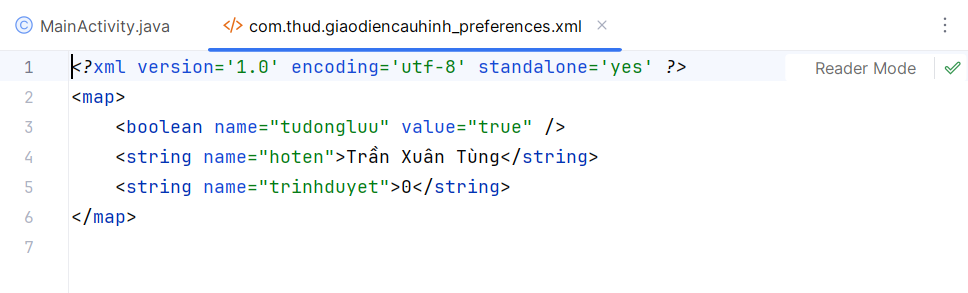 MainActivity.java
</> com.thud.giaodiencauhinh_preferences.xml
Reader Mode
1 <?xml version='1.0' encoding='utf-8' standalone='yes' ?>
2 <map>
3     <boolean name="tudongluu" value="true" />
4     <string name="hoten">Trần Xuân Tùng</string>
5     <string name="trinhduyet">0</string>
6 </map>
7